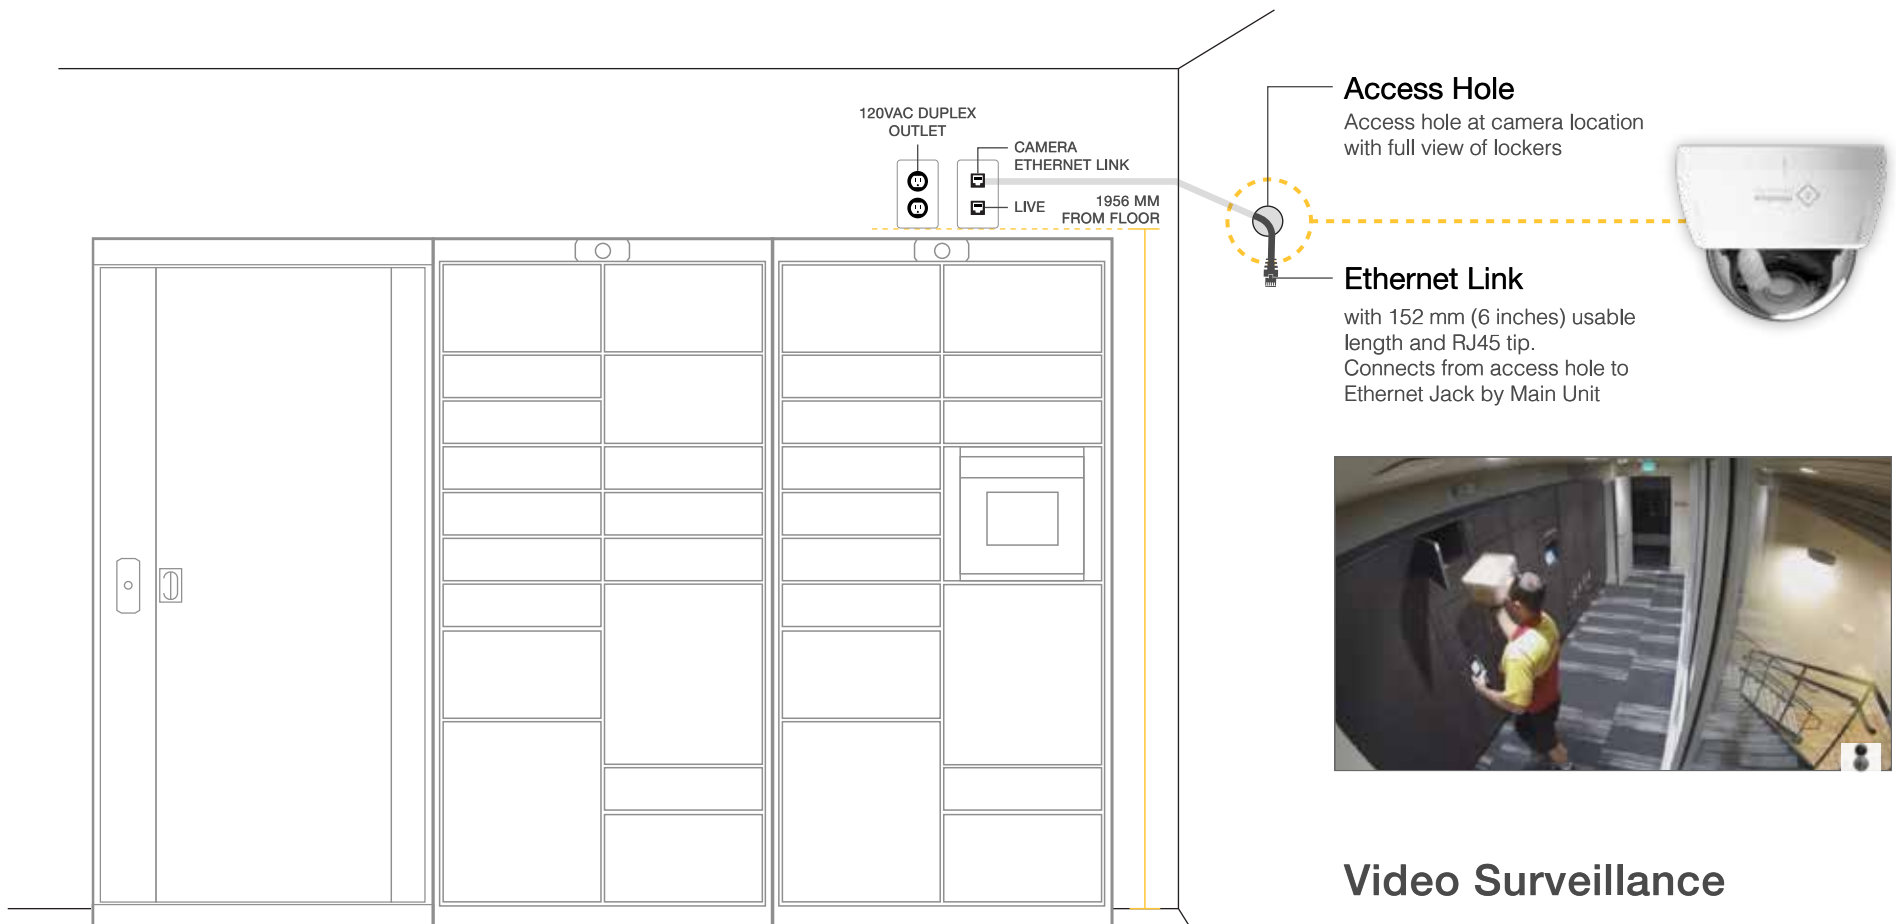 120VAC DUPLEX
OUTLET
CAMERA
ETHERNET LINK
LIVE
1956 MM
FROM FLOOR
Access Hole
Access hole at camera location
with full view of lockers
Ethernet Link
with 152 mm (6 inches) usable
length and RJ45 tip.
Connects from access hole to
Ethernet Jack by Main Unit
Video Surveillance